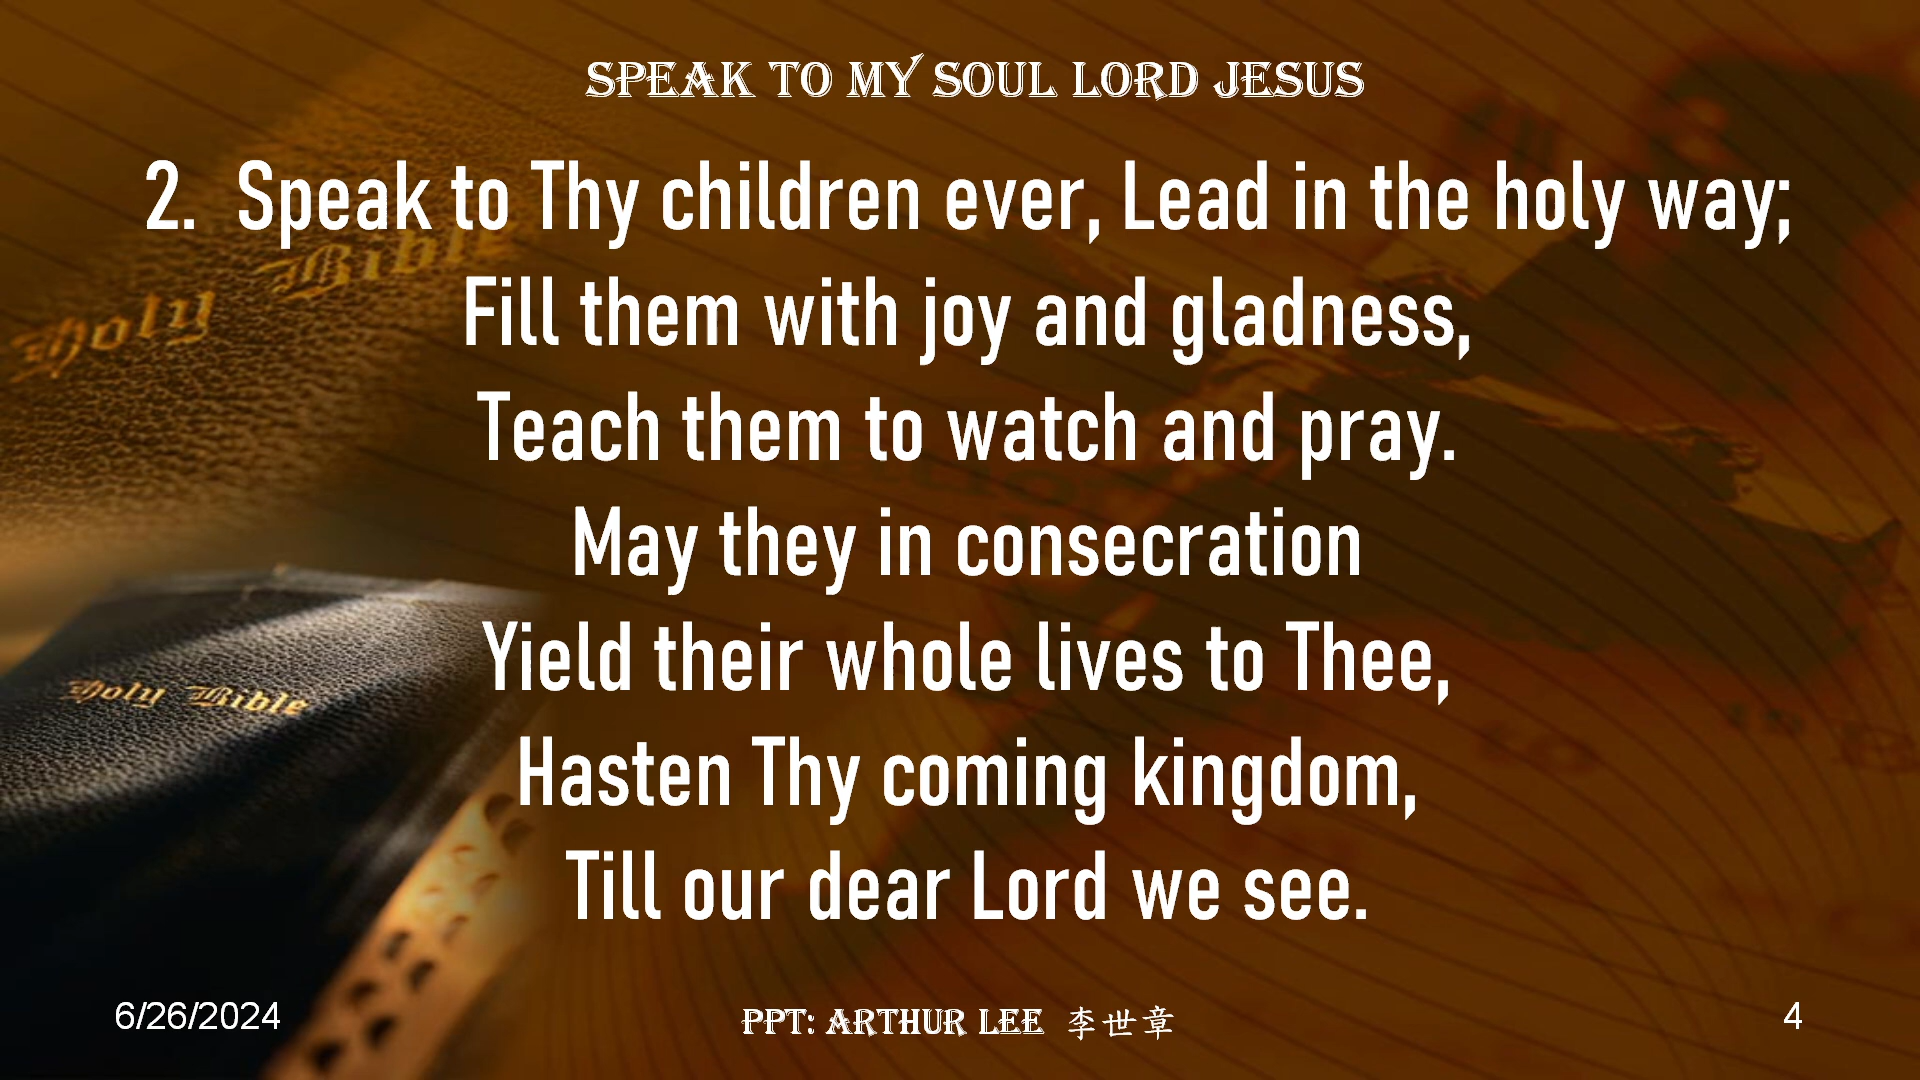 SPEAK TO MY SOUL LORD JESUS
2. Speak to Thy children ever, Lead in the holy way;
Fill them with joy and gladness,
Teach them to watch and pray.
May they in consecration
Yield their whole lives to Thee,
Hasten Thy coming kingdom,
Till our dear Lord we see.
Holy Bible
Holy Bible
6/26/2024
PPT: ARTHUR LEE 李世章
4